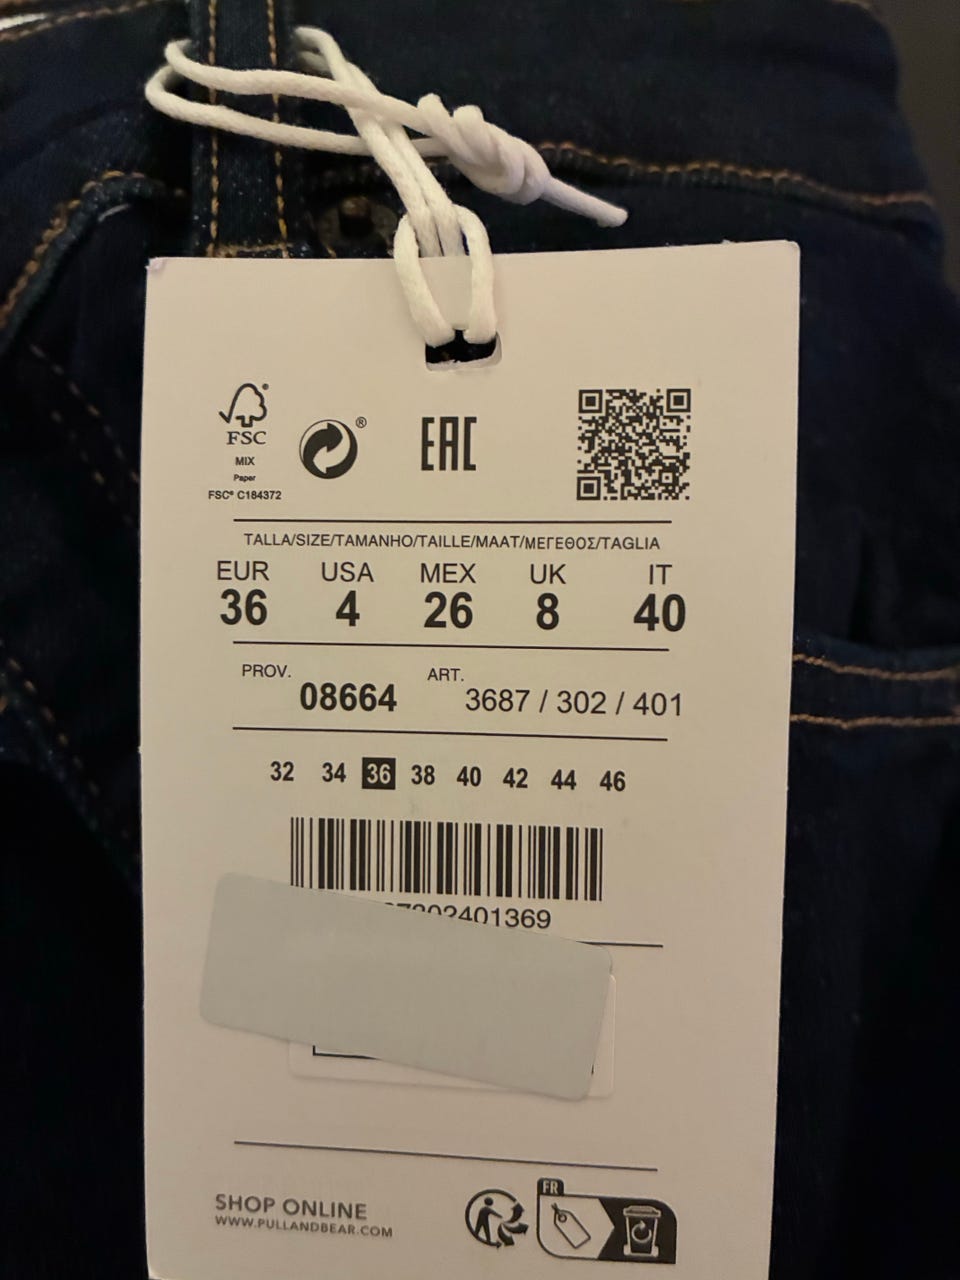 FSC®
MIX
Paper
FSC® C184372
®
EAC
TALLA/SIZE/TAMANHO/TAILLE/MAAT/ΜΕΓΕΘΟΣ/TAGLIA
EUR USA MEX UK IT
36 4 26 8 40
PROV. 08664 ART. 3687 / 302 / 401
32 34 36 38 40 42 44 46
2401369
SHOP ONLINE
WWW.PULLANDBEAR.COM
FR